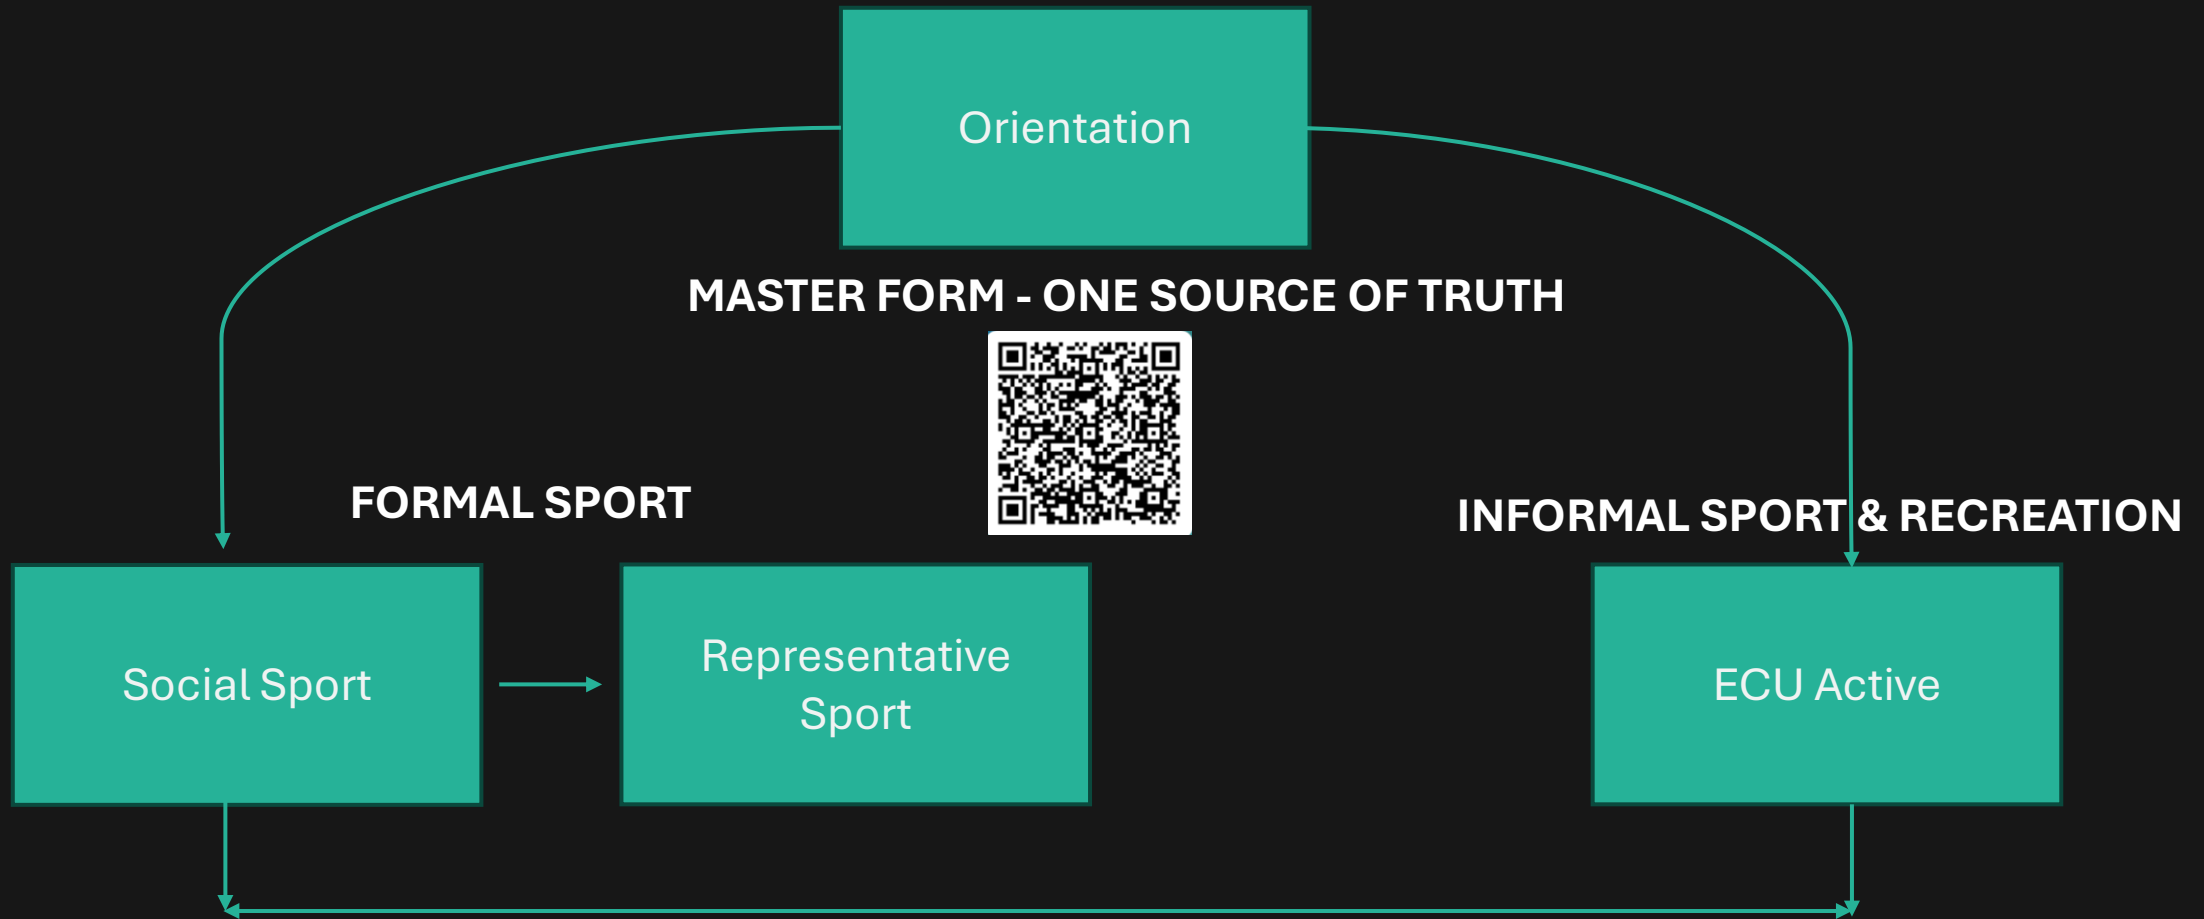 Orientation
MASTER FORM - ONE SOURCE OF TRUTH
FORMAL SPORT
INFORMAL SPORT & RECREATION
Social Sport
Representative
Sport
ECU Active